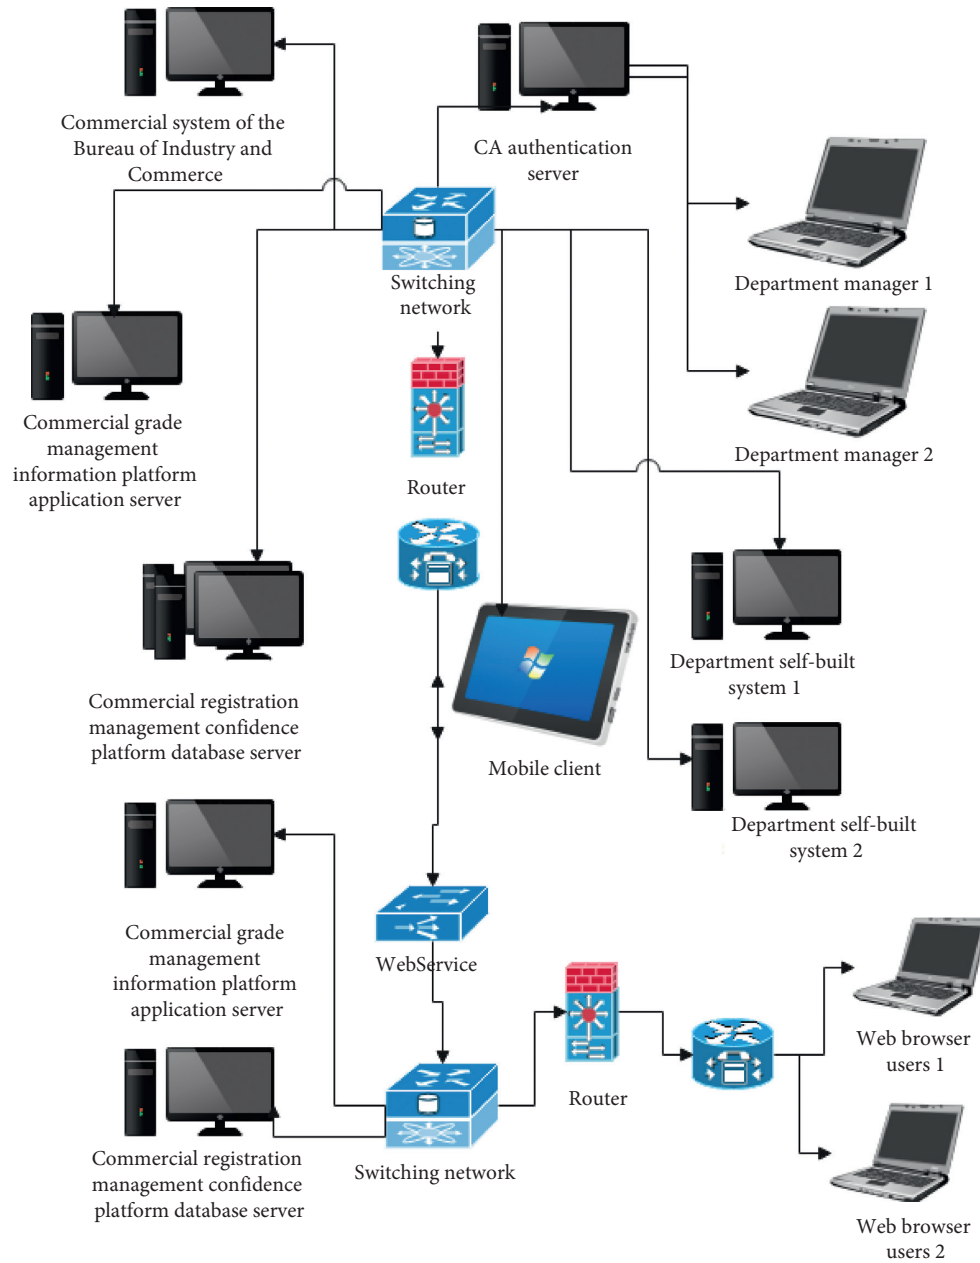 Commercial system of the
Bureau of Industry and
Commerce
CA authentication
server
Switching
network
Department manager 1
Commercial grade
management
information platform
application server
Router
Department manager 2
Commercial registration
management confidence
platform database server
Mobile client
Department self-built
system 1
Department self-built
system 2
Commercial grade
management
information platform
application server
WebService
Router
Web browser
users 1
Commercial registration
management confidence
platform database server
Switching network
Web browser
users 2